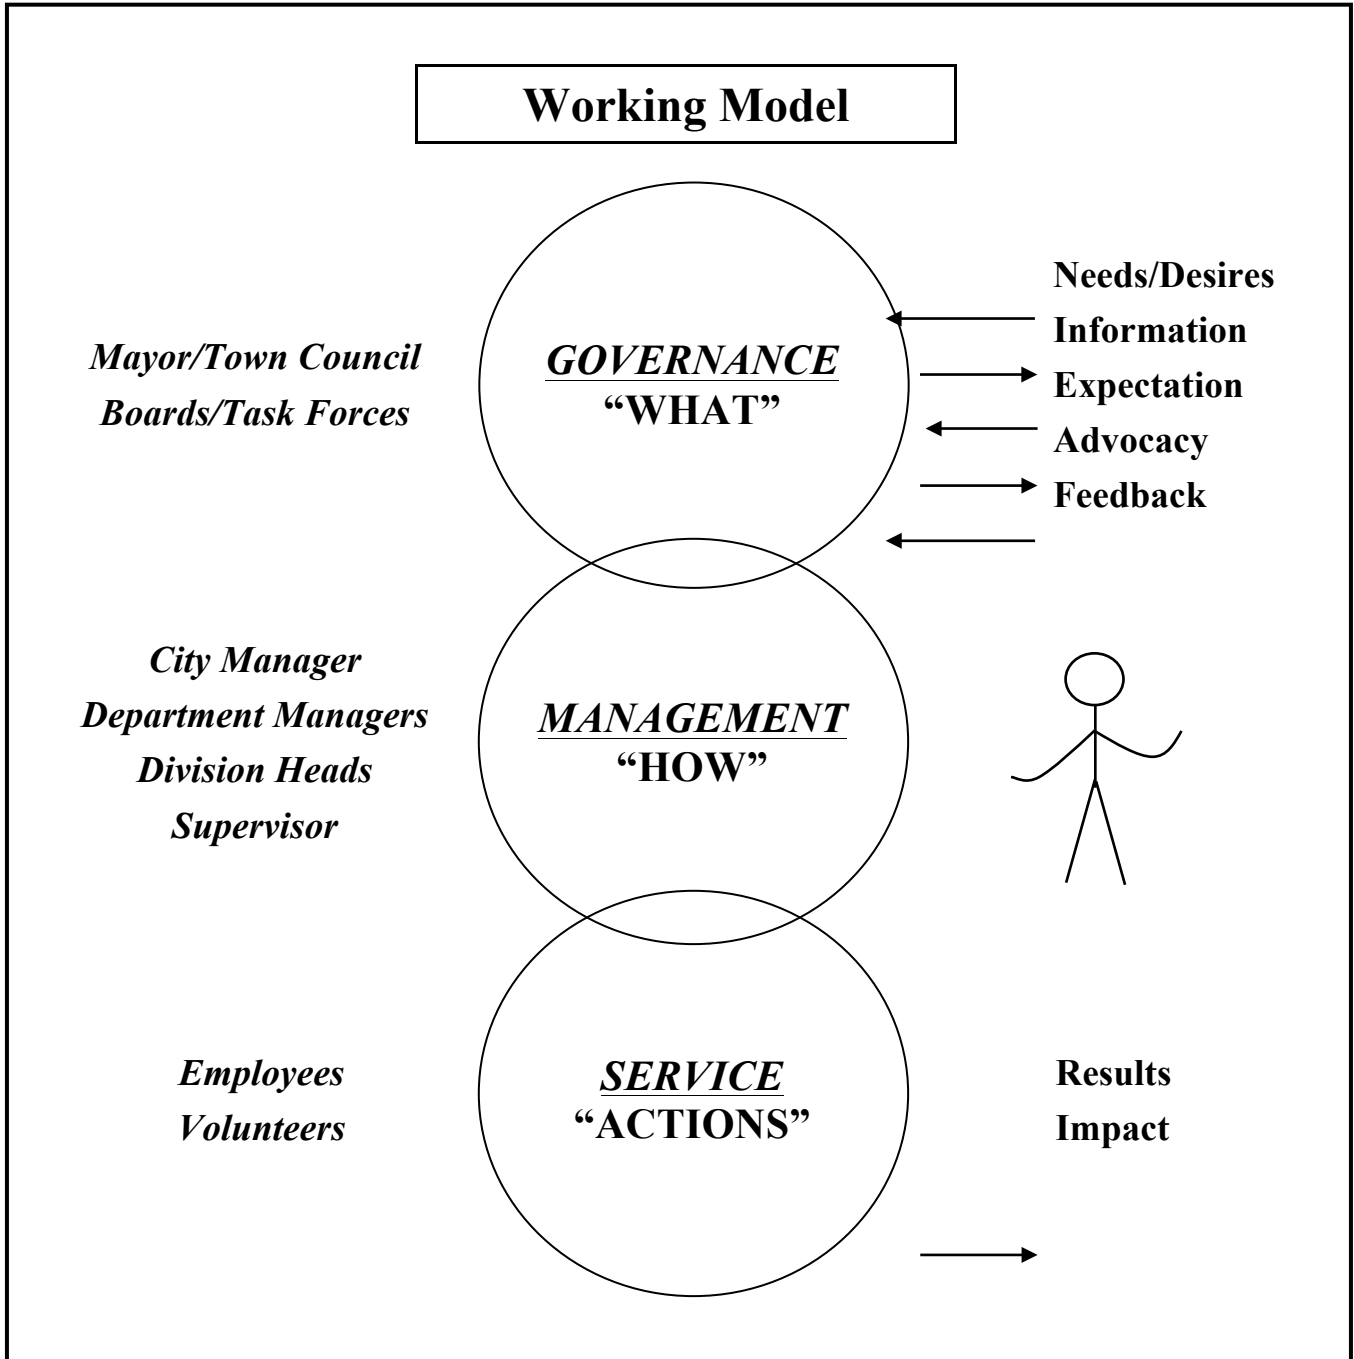 Working Model
Mayor/Town Council
Boards/Task Forces
GOVERNANCE
“WHAT”
Needs/Desires
Information
Expectation
Advocacy
Feedback
City Manager
Department Managers
Division Heads
Supervisor
MANAGEMENT
“HOW”
Employees
Volunteers
SERVICE
“ACTIONS”
Results
Impact